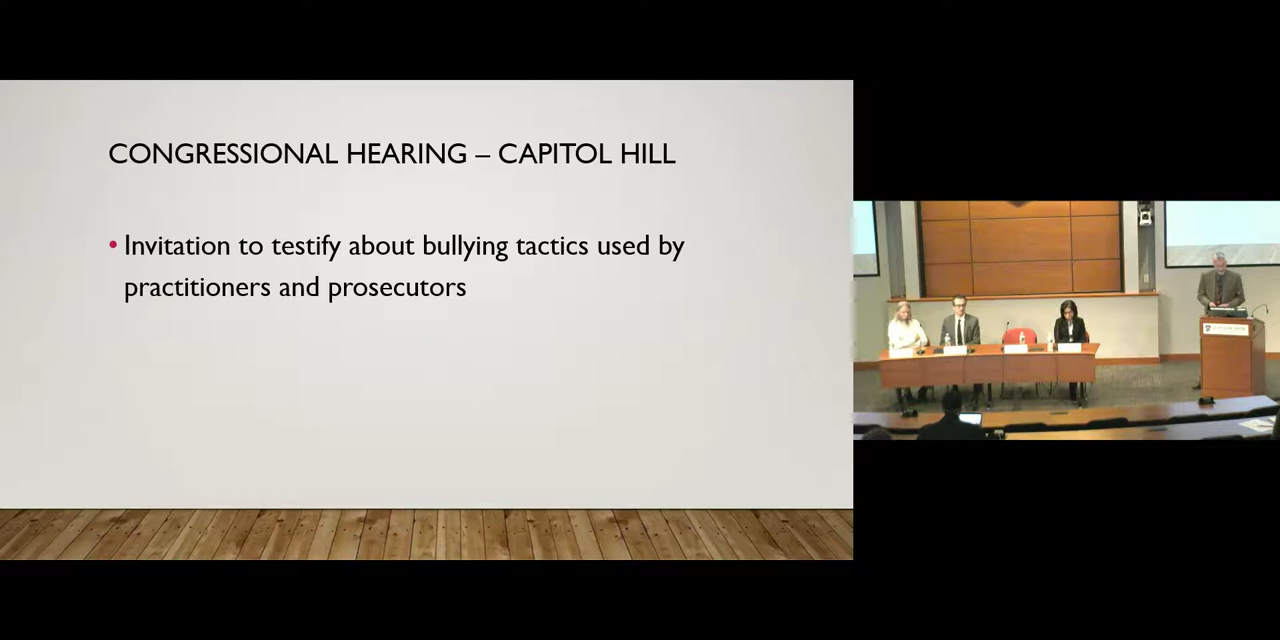 CONGRESSIONAL HEARING – CAPITOL HILL
• Invitation to testify about bullying tactics used by
practitioners and prosecutors